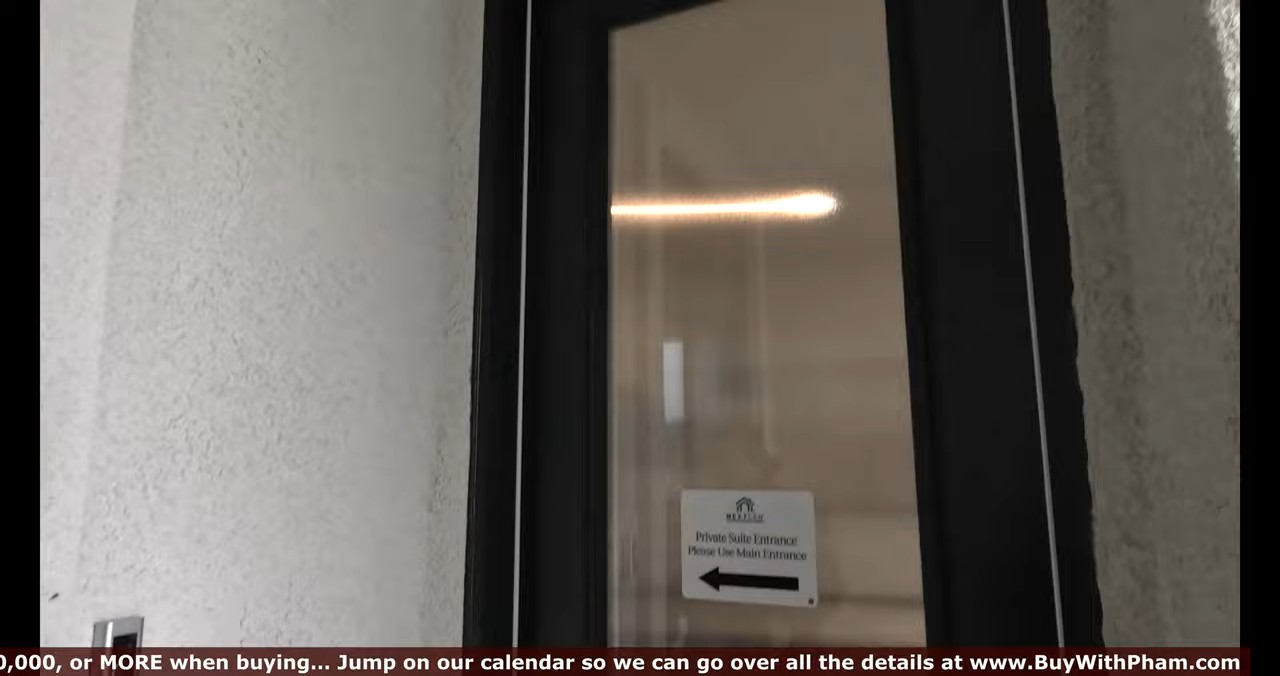 Private Suite Entrance
Please Use Main Entrance
0,000, or MORE when buying... Jump on our calendar so we can go over all the details at www.BuyWithPham.com